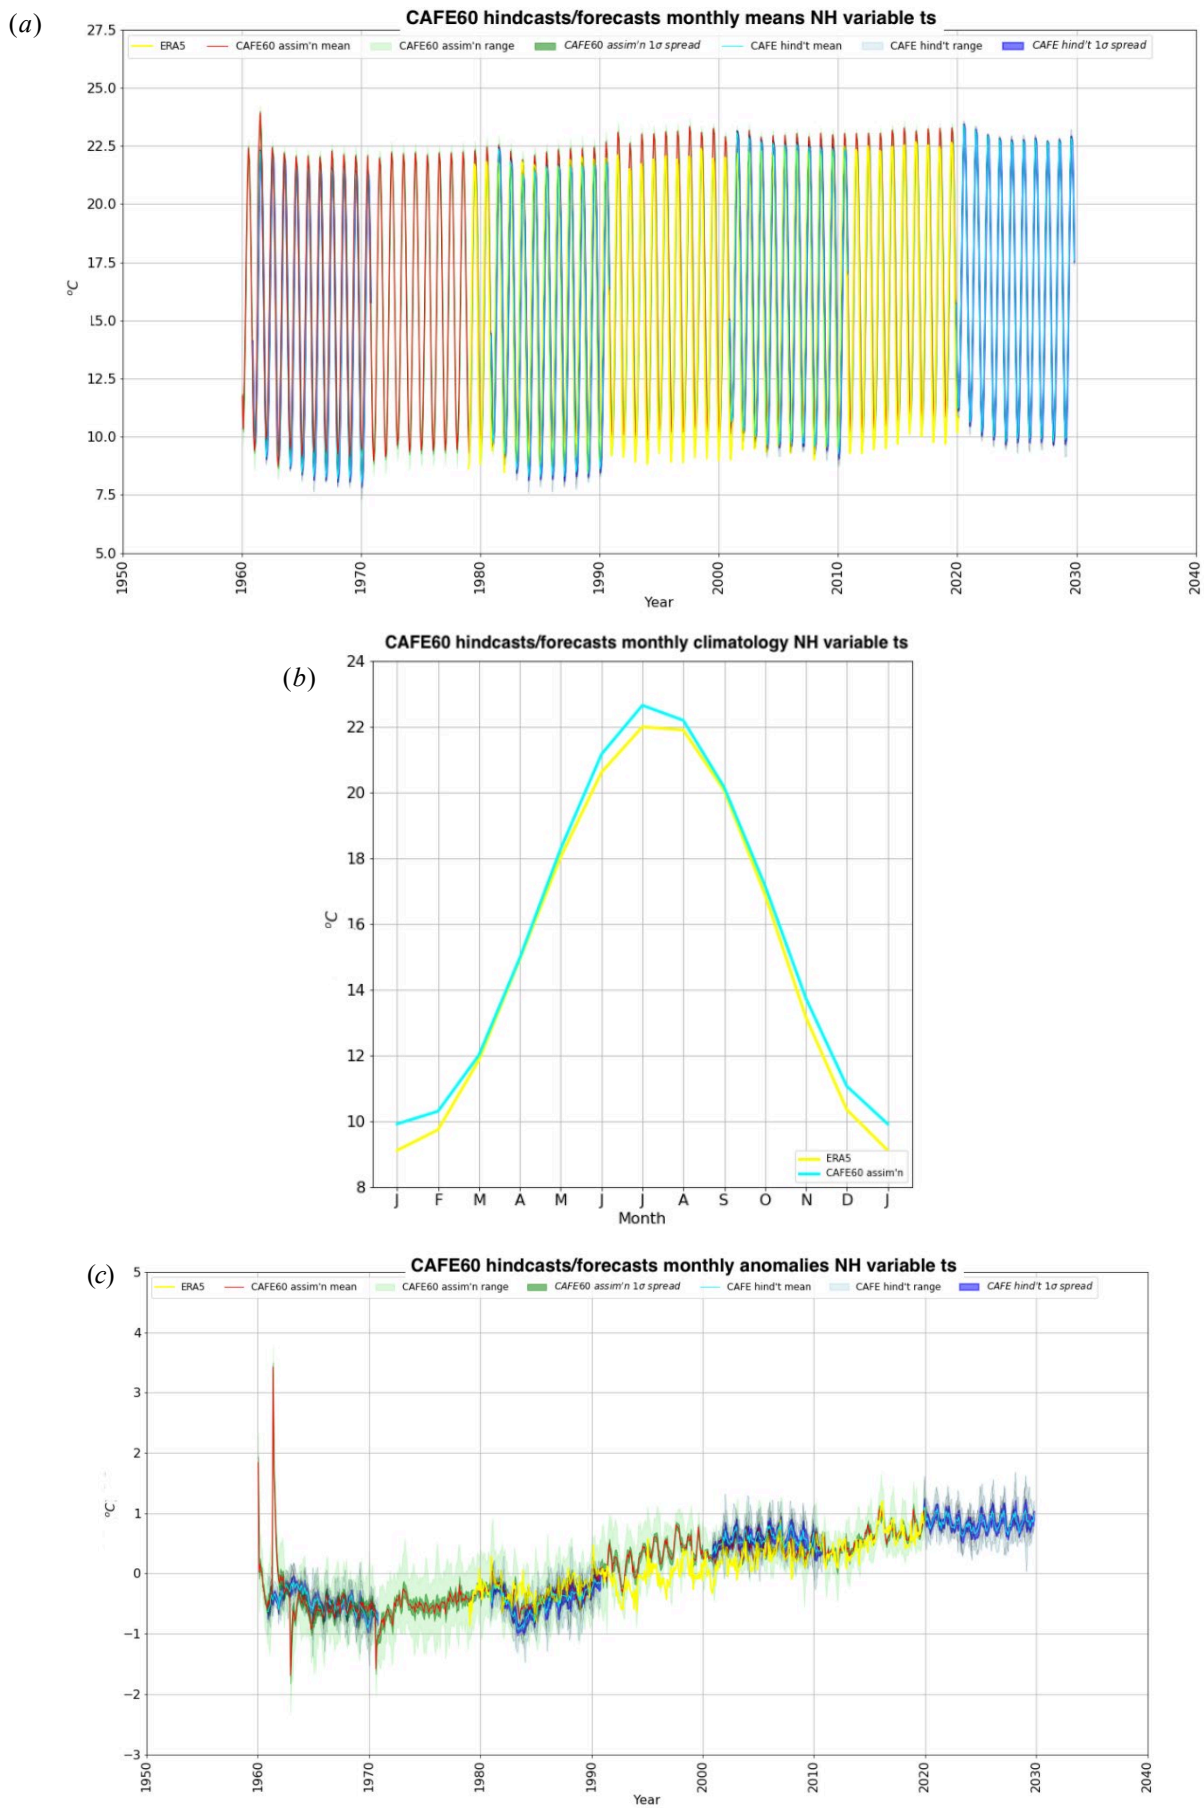 (a)
CAFE60 hindcasts/forecasts monthly means NH variable ts
ERA5 CAFE60 assim'n mean CAFE60 assim'n range CAFE60 assim'n 1σ spread CAFE hind't mean CAFE hind't range CAFE hind't 1σ spread
27.5
25.0
22.5
20.0
17.5
15.0
12.5
10.0
7.5
5.0
°C
1950 1960 1970 1980 1990 2000 2010 2020 2030 2040
Year
(b)
CAFE60 hindcasts/forecasts monthly climatology NH variable ts
24
22
20
18
16
14
12
10
8
°C
ERA5
CAFE60 assim'n
J F M A M J J A S O N D J
Month
(c)
CAFE60 hindcasts/forecasts monthly anomalies NH variable ts
ERA5 CAFE60 assim'n mean CAFE60 assim'n range CAFE60 assim'n 1σ spread CAFE hind't mean CAFE hind't range CAFE hind't 1σ spread
5
4
3
2
1
0
−1
−2
−3
°C
1950 1960 1970 1980 1990 2000 2010 2020 2030 2040
Year